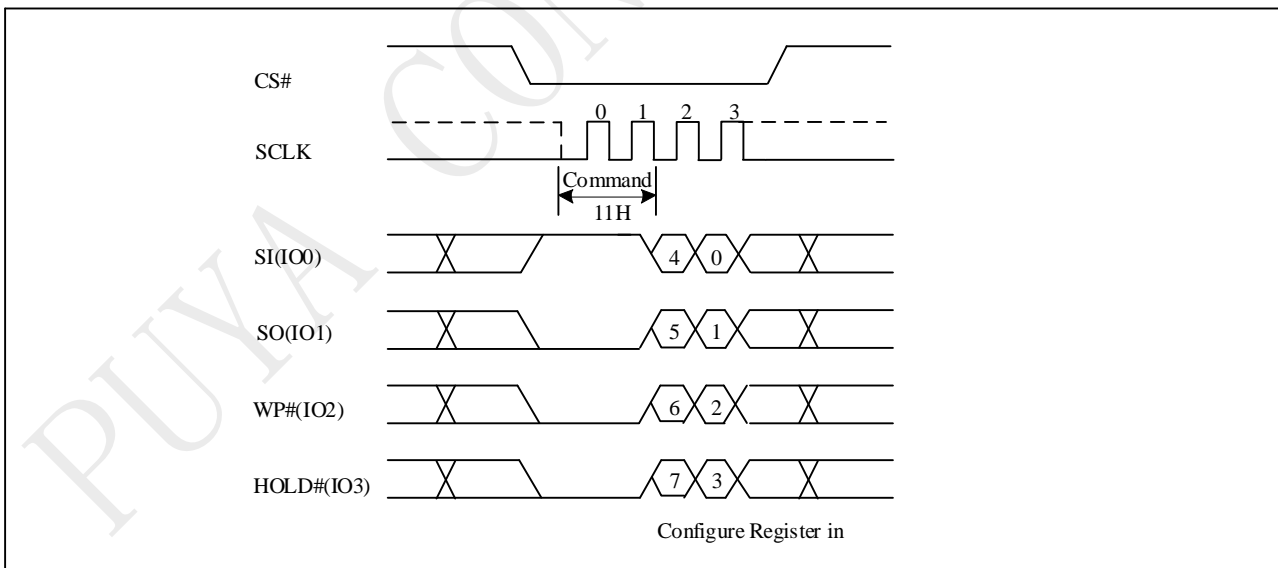 PUYA CON
CS#
0 1 2 3
SCLK
Command
11H
SI(IO0)
4 0
SO(IO1)
5 1
WP#(IO2)
6 2
HOLD#(IO3)
7 3
Configure Register in